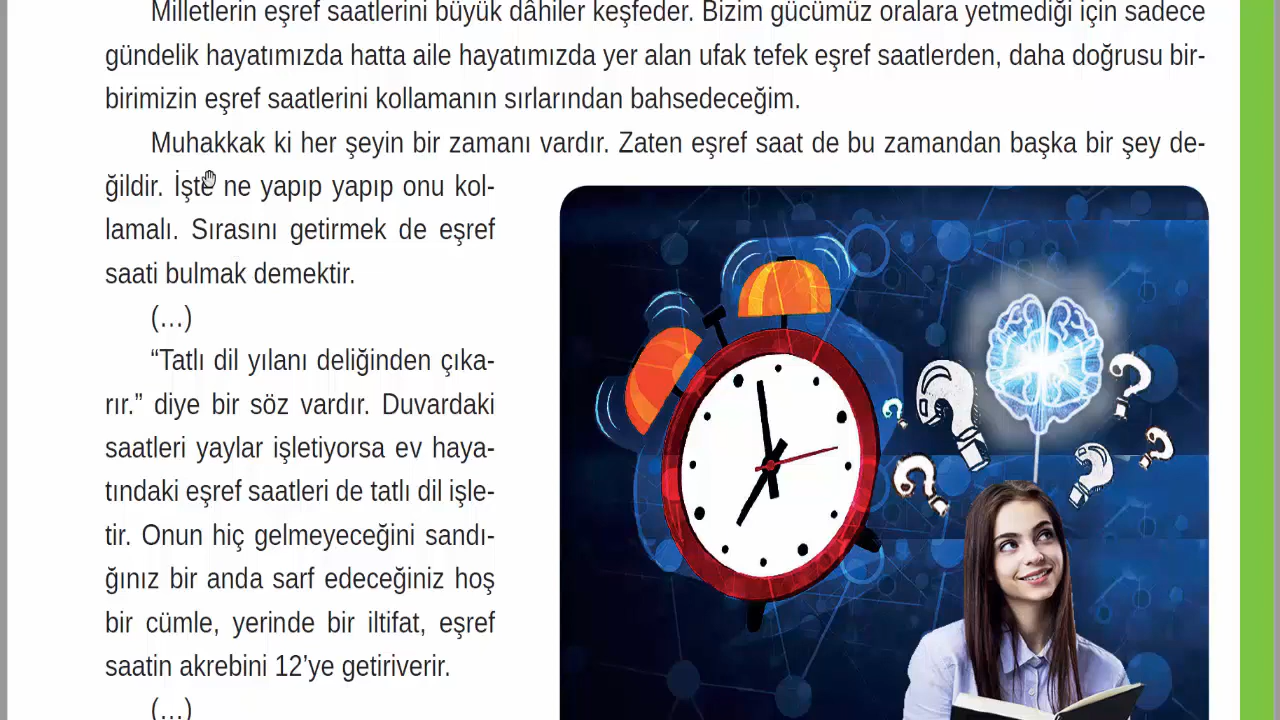 Milletlerin eşref saatlerini büyük dâhiler keşfeder. Bizim gücümüz oralara yetmediği için sadece
gündelik hayatımızda hatta aile hayatımızda yer alan ufak tefek eşref saatlerden, daha doğrusu bir-
birimizin eşref saatlerini kollamanın sırlarından bahsedeceğim.
Muhakkak ki her şeyin bir zamanı vardır. Zaten eşref saat de bu zamandan başka bir şey de-
ğildir. İşte ne yapıp yapıp onu kol-
lamalı. Sırasını getirmek de eşref
saati bulmak demektir.
(...)
“Tatlı dil yılanı deliğinden çıka-
rır.” diye bir söz vardır. Duvardaki
saatleri yaylar işletiyorsa ev haya-
tındaki eşref saatleri de tatlı dil işle-
tir. Onun hiç gelmeyeceğini sandı-
ğınız bir anda sarf edeceğiniz hoş
bir cümle, yerinde bir iltifat, eşref
saatin akrebini 12’ye getiriverir.
(...)